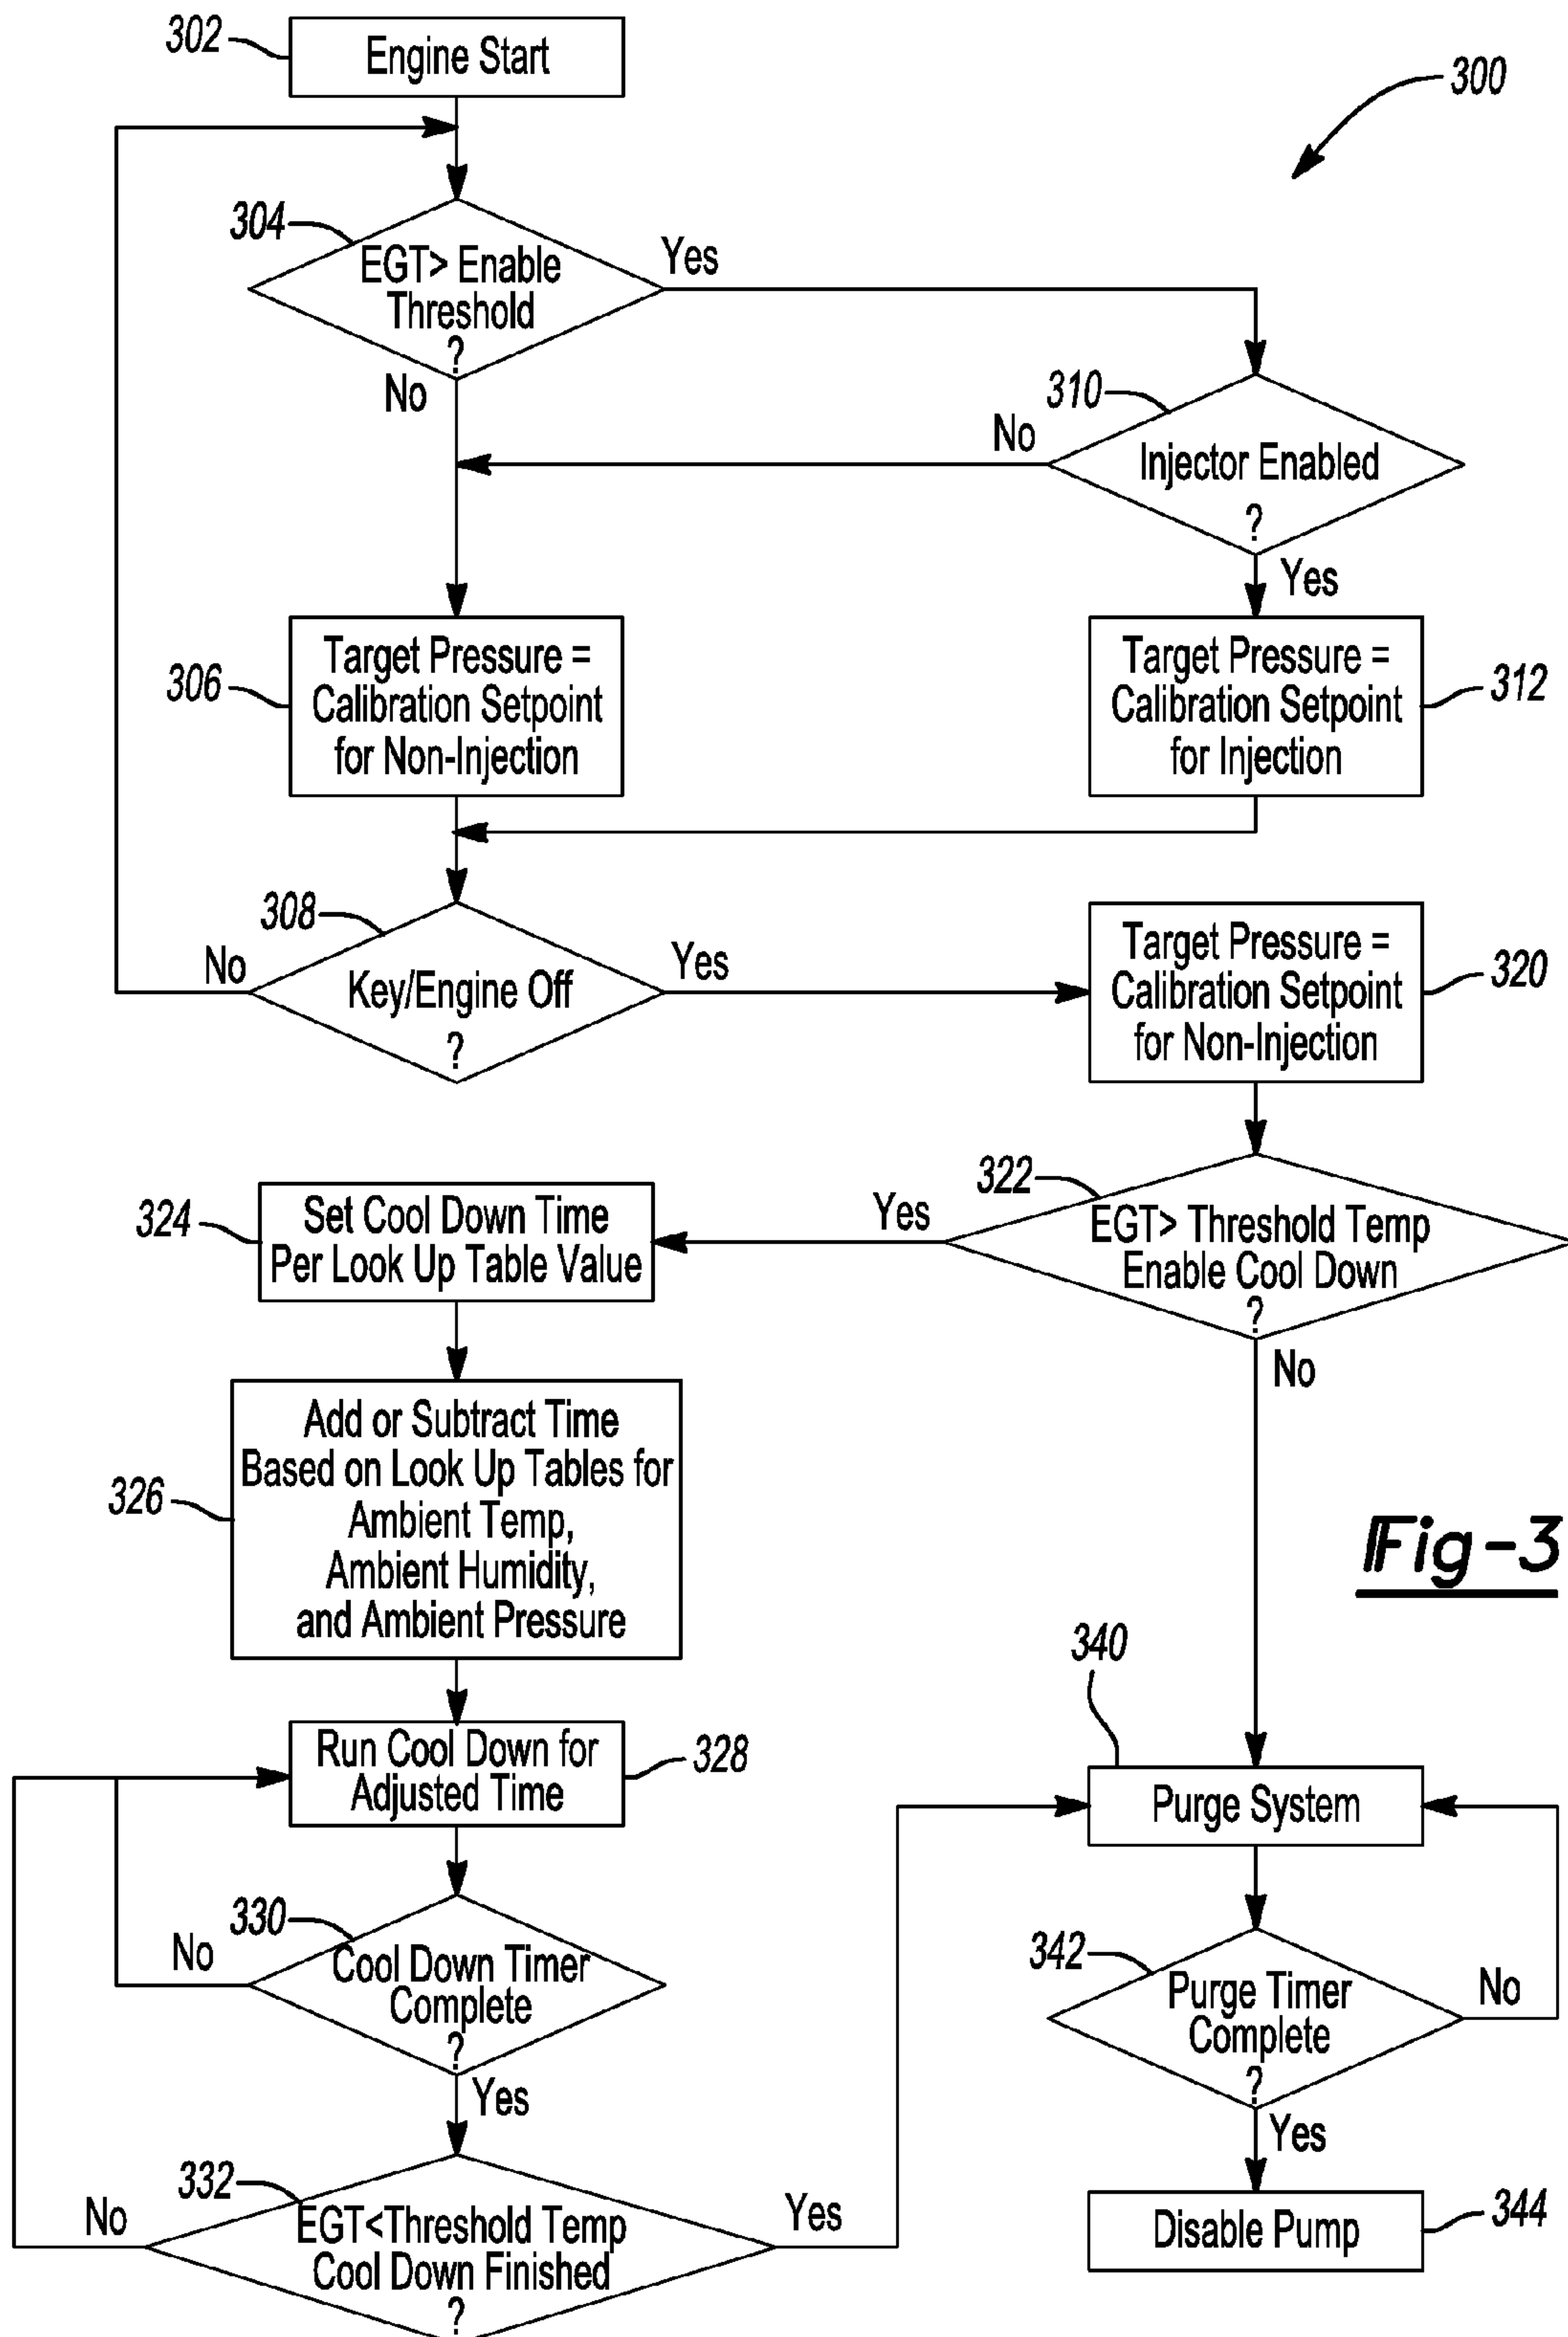 302
Engine Start
300
304
EGT> Enable
Threshold
?
Yes
No
310
Injector Enabled
?
No
Yes
306
Target Pressure =
Calibration Setpoint
for Non-Injection
Target Pressure =
Calibration Setpoint
for Injection
312
308
Key/Engine Off
?
No
Yes
Target Pressure =
Calibration Setpoint
for Non-Injection
320
322
EGT> Threshold Temp
Enable Cool Down
?
Yes
No
324
Set Cool Down Time
Per Look Up Table Value
326
Add or Subtract Time
Based on Look Up Tables for
Ambient Temp,
Ambient Humidity,
and Ambient Pressure
Fig-3
Run Cool Down for
Adjusted Time
328
330
Cool Down Timer
Complete
?
No
Yes
332
EGT<Threshold Temp
Cool Down Finished
?
No
Yes
340
Purge System
342
Purge Timer
Complete
?
No
Yes
Disable Pump
344